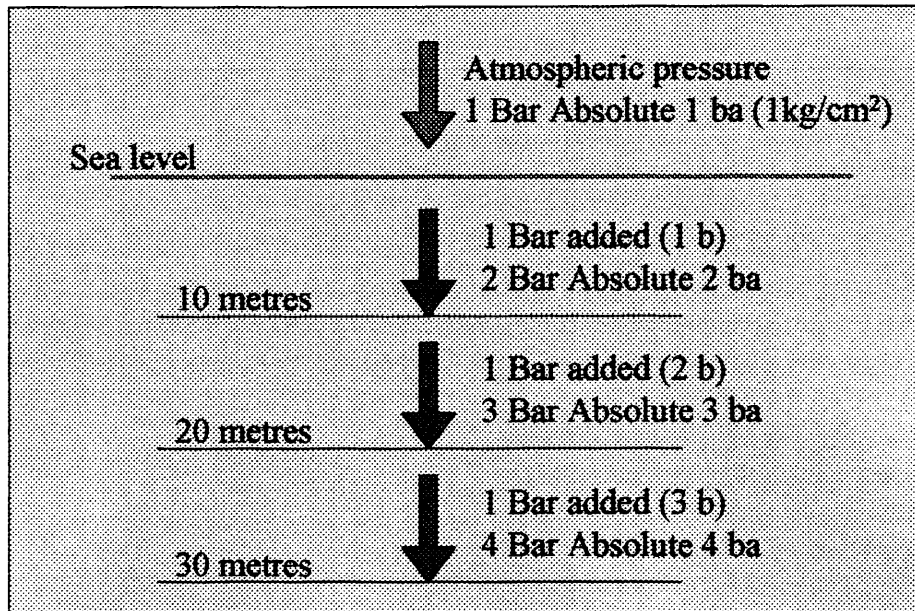 Atmospheric pressure
1 Bar Absolute 1 ba (1kg/cm²)
Sea level
1 Bar added (1 b)
2 Bar Absolute 2 ba
10 metres
1 Bar added (2 b)
3 Bar Absolute 3 ba
20 metres
1 Bar added (3 b)
4 Bar Absolute 4 ba
30 metres